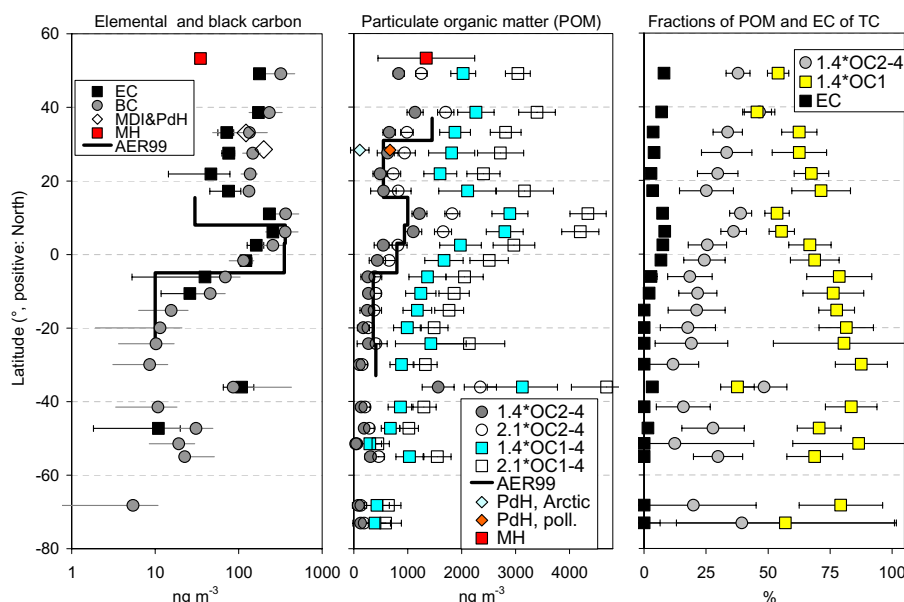 Elemental and black carbon
Particulate organic matter (POM)
Fractions of POM and EC of TC
Latitude (°, positive: North)
60
40
20
0
-20
-40
-60
-80
EC
BC
MDI&PdH
MH
AER99
10
100
1000
1
ng m-3
1.4*OC2-4
2.1*OC2-4
1.4*OC1-4
2.1*OC1-4
AER99
PdH, Arctic
PdH, poll.
MH
0
1000
2000
3000
4000
ng m-3
1.4*OC2-4
1.4*OC1
EC
0
25
50
75
100
%